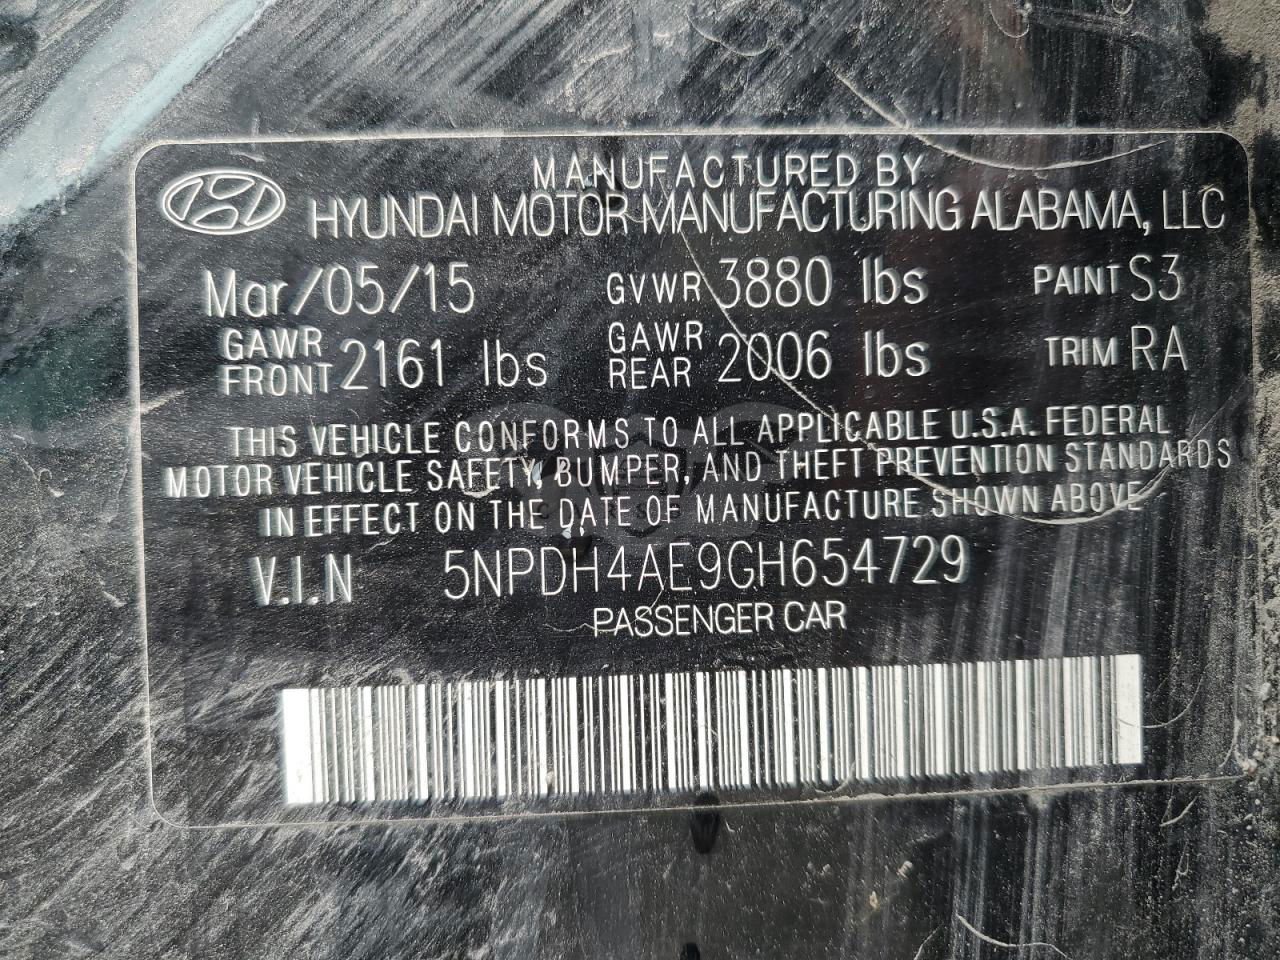 MANUFACTURED BY
HYUNDAI MOTOR MANUFACTURING ALABAMA, LLC
Mar/05/15 GVWR 3880 lbs PAINT S3
GAWR FRONT 2161 lbs GAWR REAR 2006 lbs TRIM RA
THIS VEHICLE CONFORMS TO ALL APPLICABLE U.S.A. FEDERAL
MOTOR VEHICLE SAFETY, BUMPER, AND THEFT PREVENTION STANDARDS
IN EFFECT ON THE DATE OF MANUFACTURE SHOWN ABOVE
V.I.N 5NPDH4AE9GH654729
PASSENGER CAR